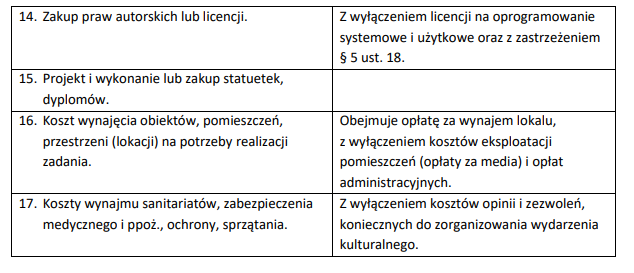 14. Zakup praw autorskich lub licencji.
Z wyłączeniem licencji na oprogramowanie
systemowe i użytkowe oraz z zastrzeżeniem
§ 5 ust. 18.
15. Projekt i wykonanie lub zakup statuetek,
dyplomów.
16. Koszt wynajęcia obiektów, pomieszczeń,
przestrzeni (lokacji) na potrzeby realizacji
zadania.
Obejmuje opłatę za wynajem lokalu,
z wyłączeniem kosztów eksploatacji
pomieszczeń (opłaty za media) i opłat
administracyjnych.
17. Koszty wynajmu sanitariatów, zabezpieczenia
medycznego i ppoż., ochrony, sprzątania.
Z wyłączeniem kosztów opinii i zezwoleń,
koniecznych do zorganizowania wydarzenia
kulturalnego.